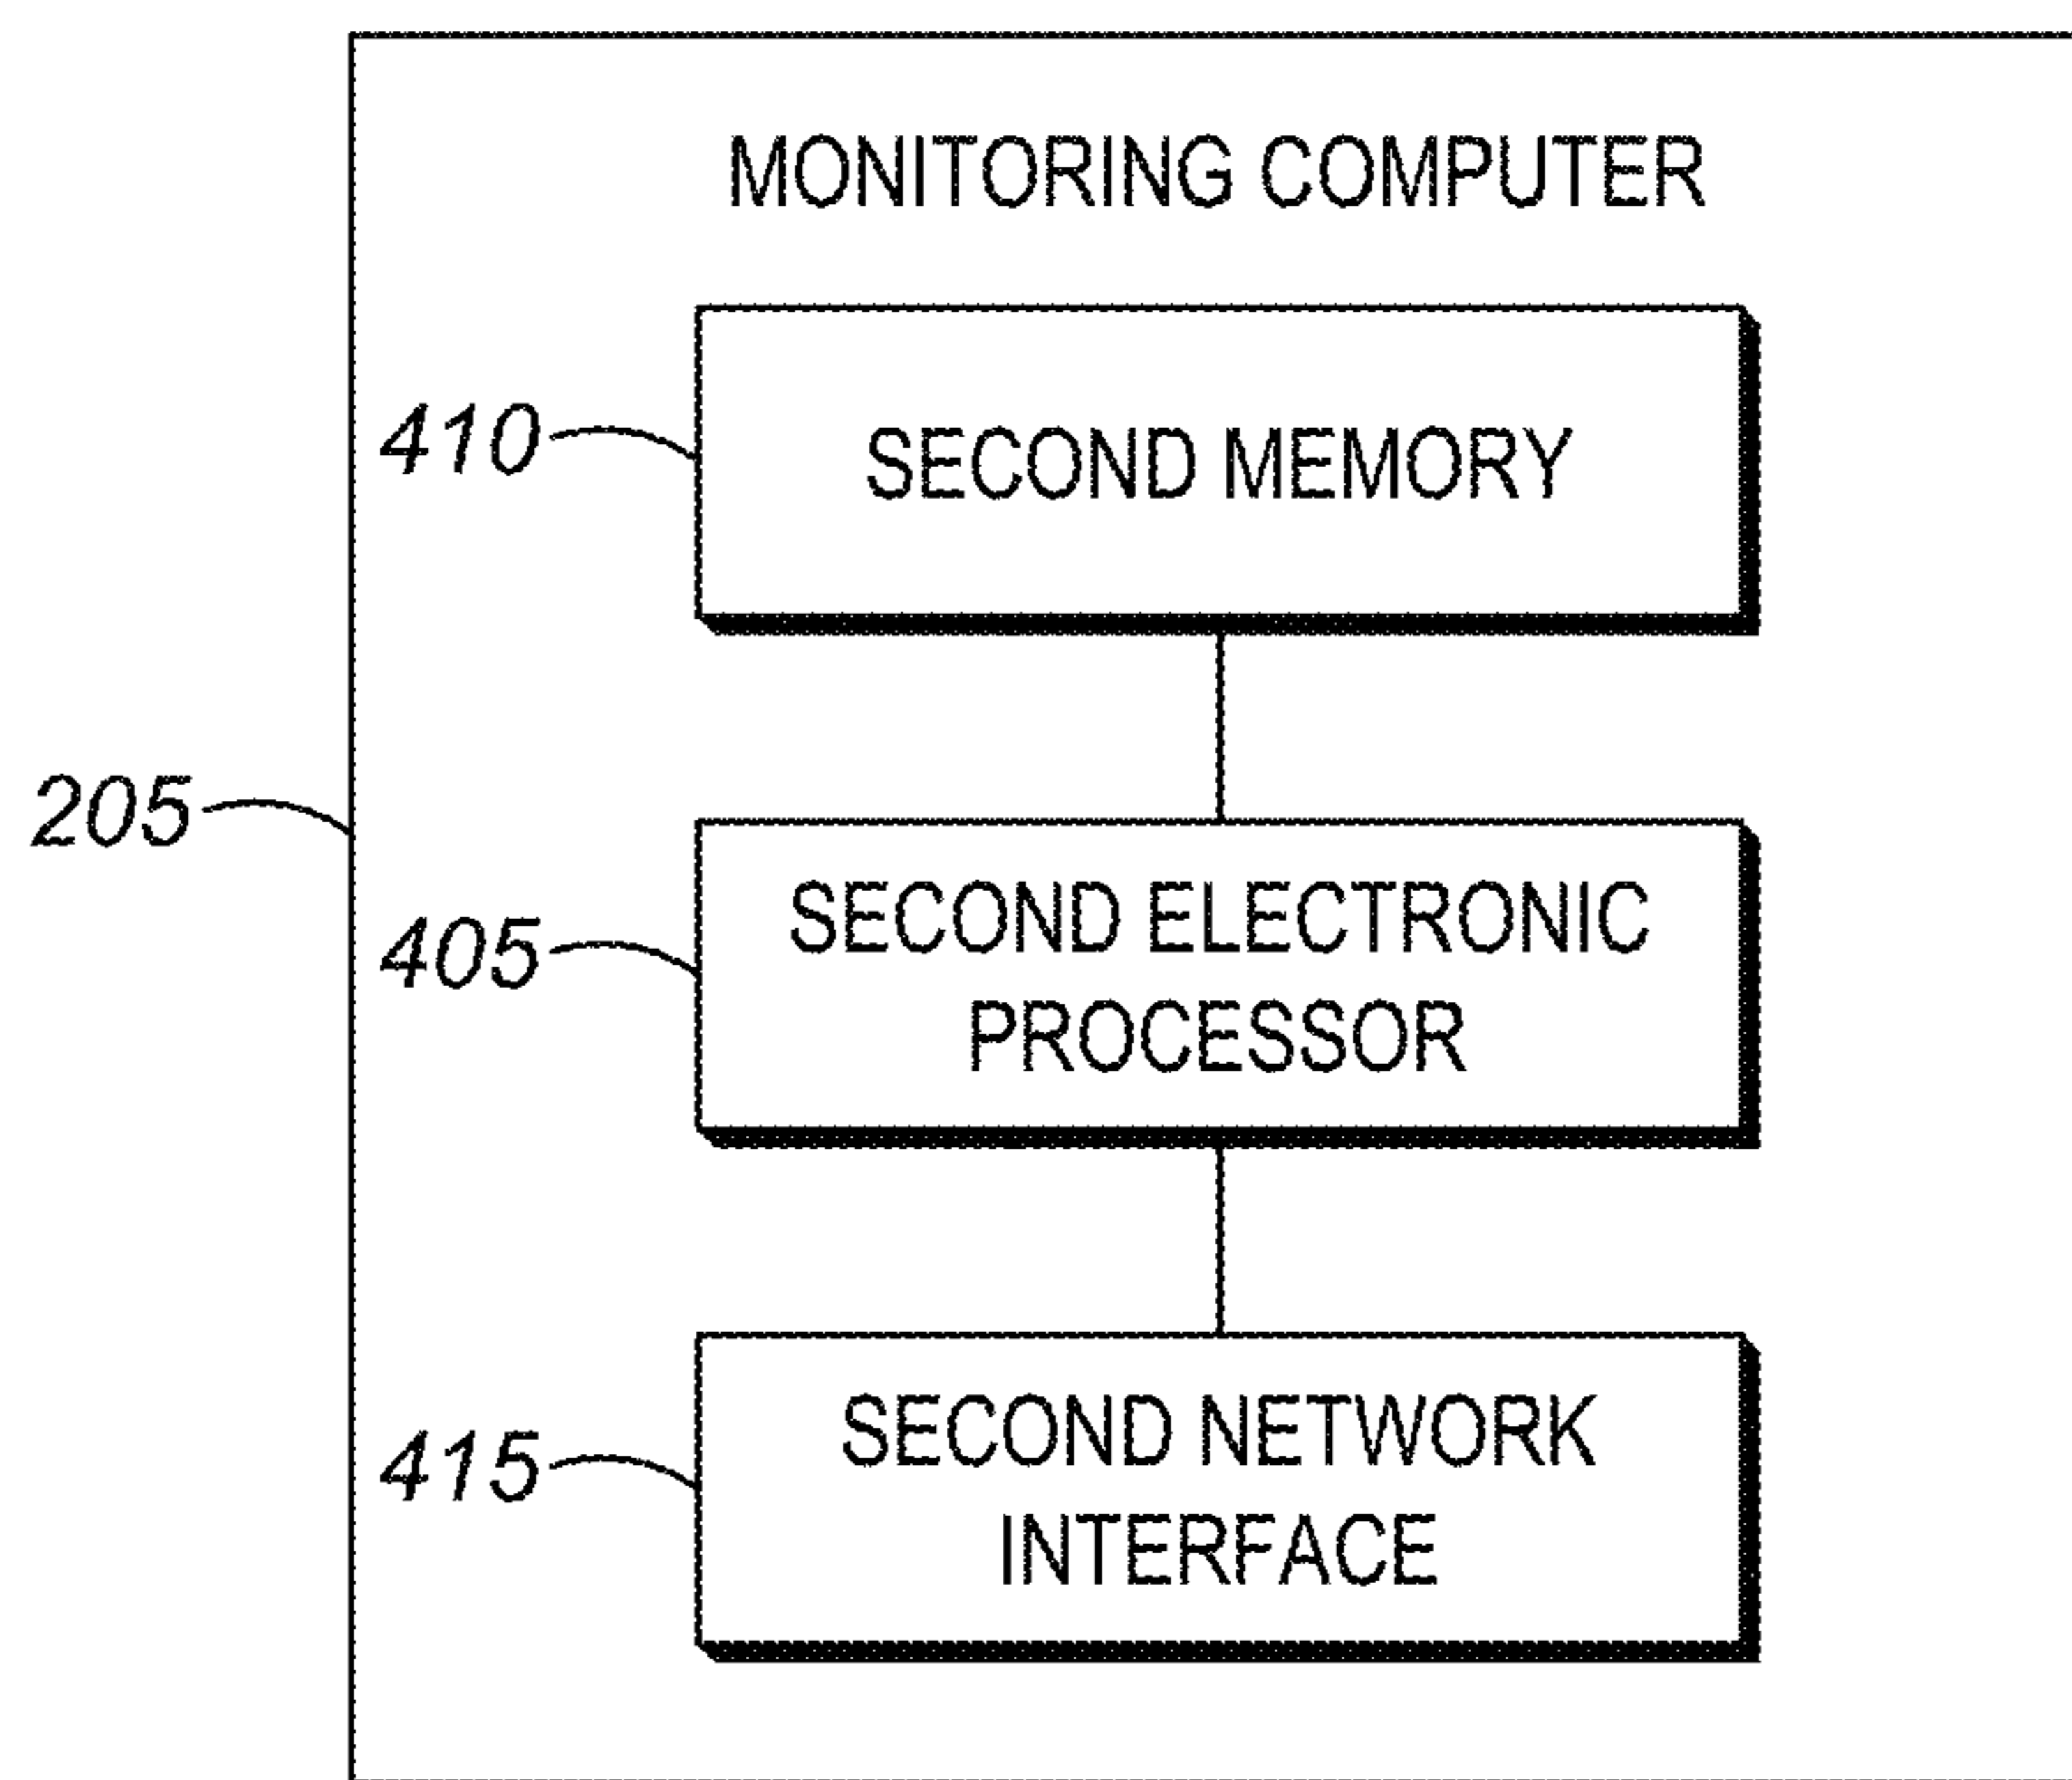 MONITORING COMPUTER
410
SECOND MEMORY
205
405
SECOND ELECTRONIC
PROCESSOR
415
SECOND NETWORK
INTERFACE